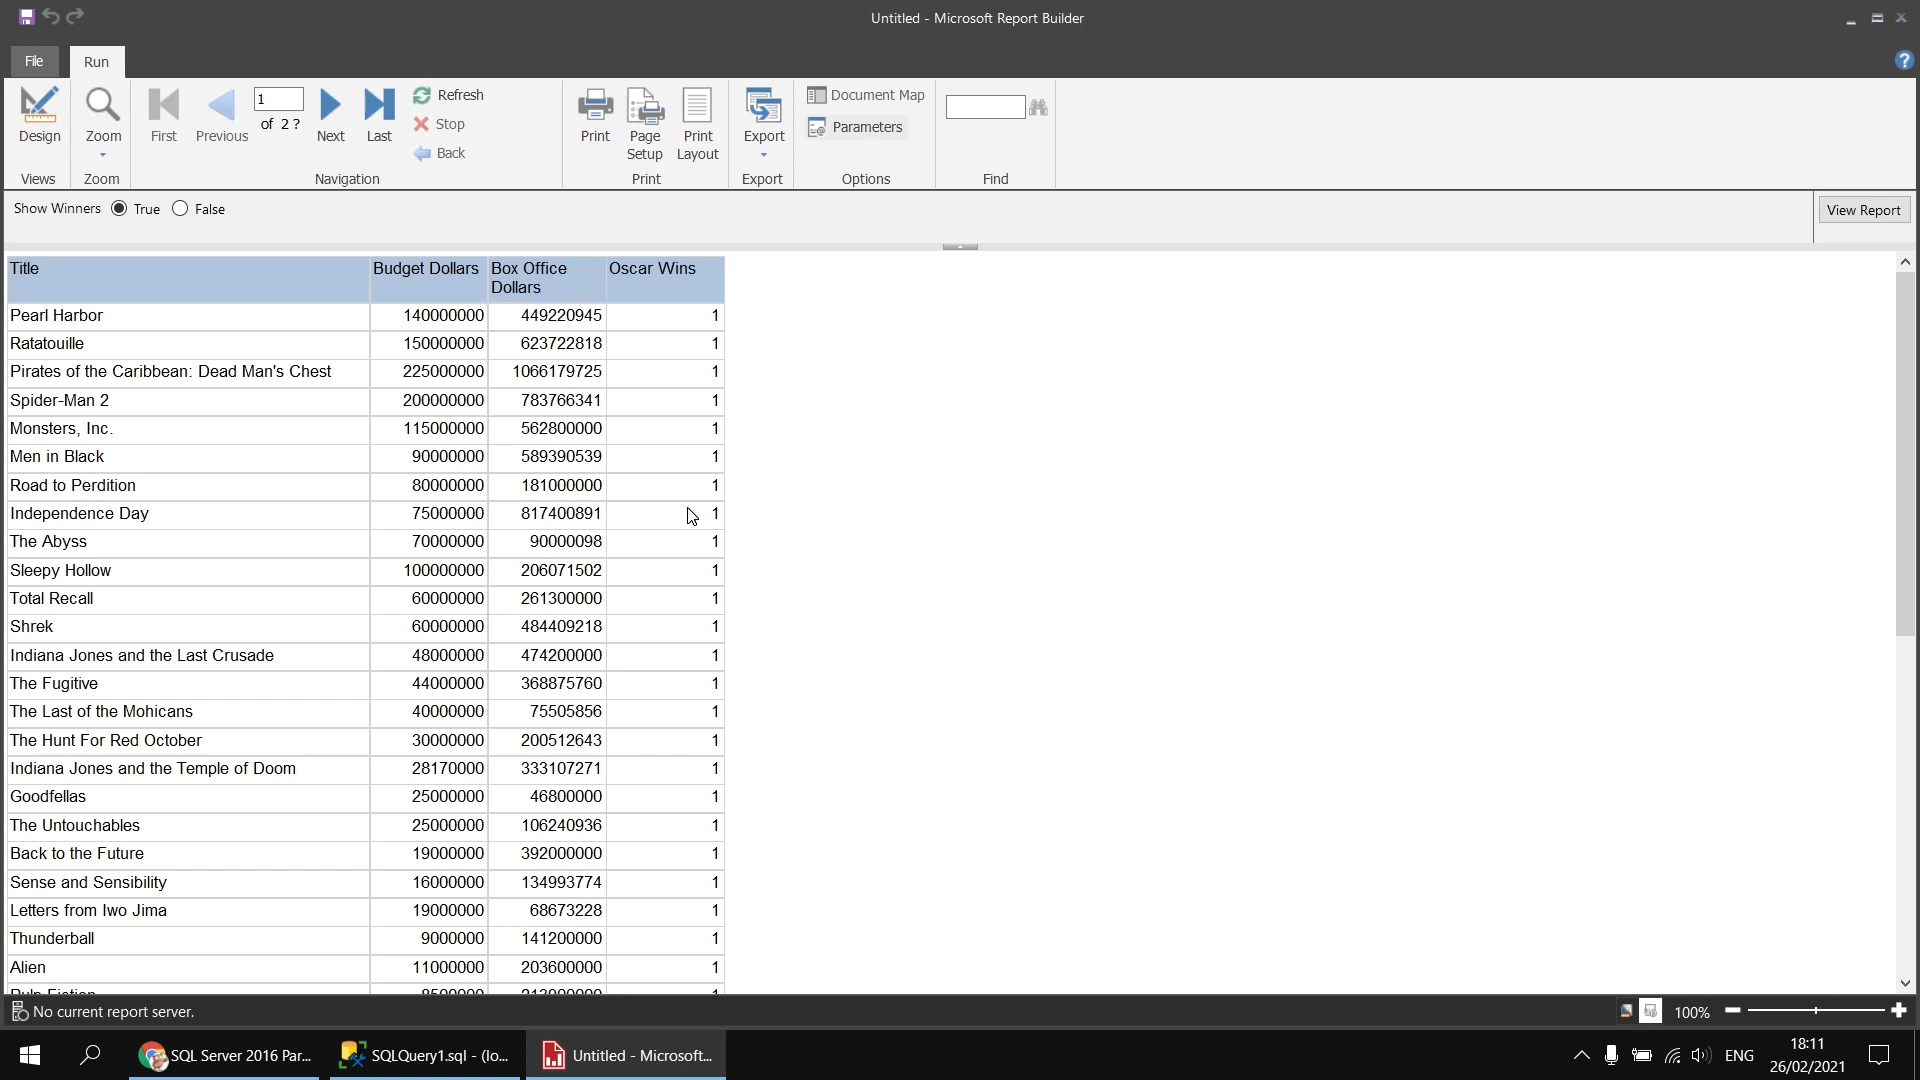 Untitled - Microsoft Report Builder
File
Run
Design
Views
Zoom
Zoom
First
Previous
1
of 2 ?
Next
Last
Refresh
Stop
Back
Navigation
Print
Page Setup
Print Layout
Print
Export
Export
Document Map
Parameters
Options
Find
Show Winners True False
View Report
Title Budget Dollars Box Office Dollars Oscar Wins
Pearl Harbor 140000000 449220945 1
Ratatouille 150000000 623722818 1
Pirates of the Caribbean: Dead Man's Chest 225000000 1066179725 1
Spider-Man 2 200000000 783766341 1
Monsters, Inc. 115000000 562800000 1
Men in Black 90000000 589390539 1
Road to Perdition 80000000 181000000 1
Independence Day 75000000 817400891 1
The Abyss 70000000 90000098 1
Sleepy Hollow 100000000 206071502 1
Total Recall 60000000 261300000 1
Shrek 60000000 484409218 1
Indiana Jones and the Last Crusade 48000000 474200000 1
The Fugitive 44000000 368875760 1
The Last of the Mohicans 40000000 75505856 1
The Hunt For Red October 30000000 200512643 1
Indiana Jones and the Temple of Doom 28170000 333107271 1
Goodfellas 25000000 46800000 1
The Untouchables 25000000 106240936 1
Back to the Future 19000000 392000000 1
Sense and Sensibility 16000000 134993774 1
Letters from Iwo Jima 19000000 68673228 1
Thunderball 9000000 141200000 1
Alien 11000000 203600000 1
No current report server.
100%
SQL Server 2016 Par...
SQLQuery1.sql - (lo...
Untitled - Microsoft...
ENG
18:11
26/02/2021